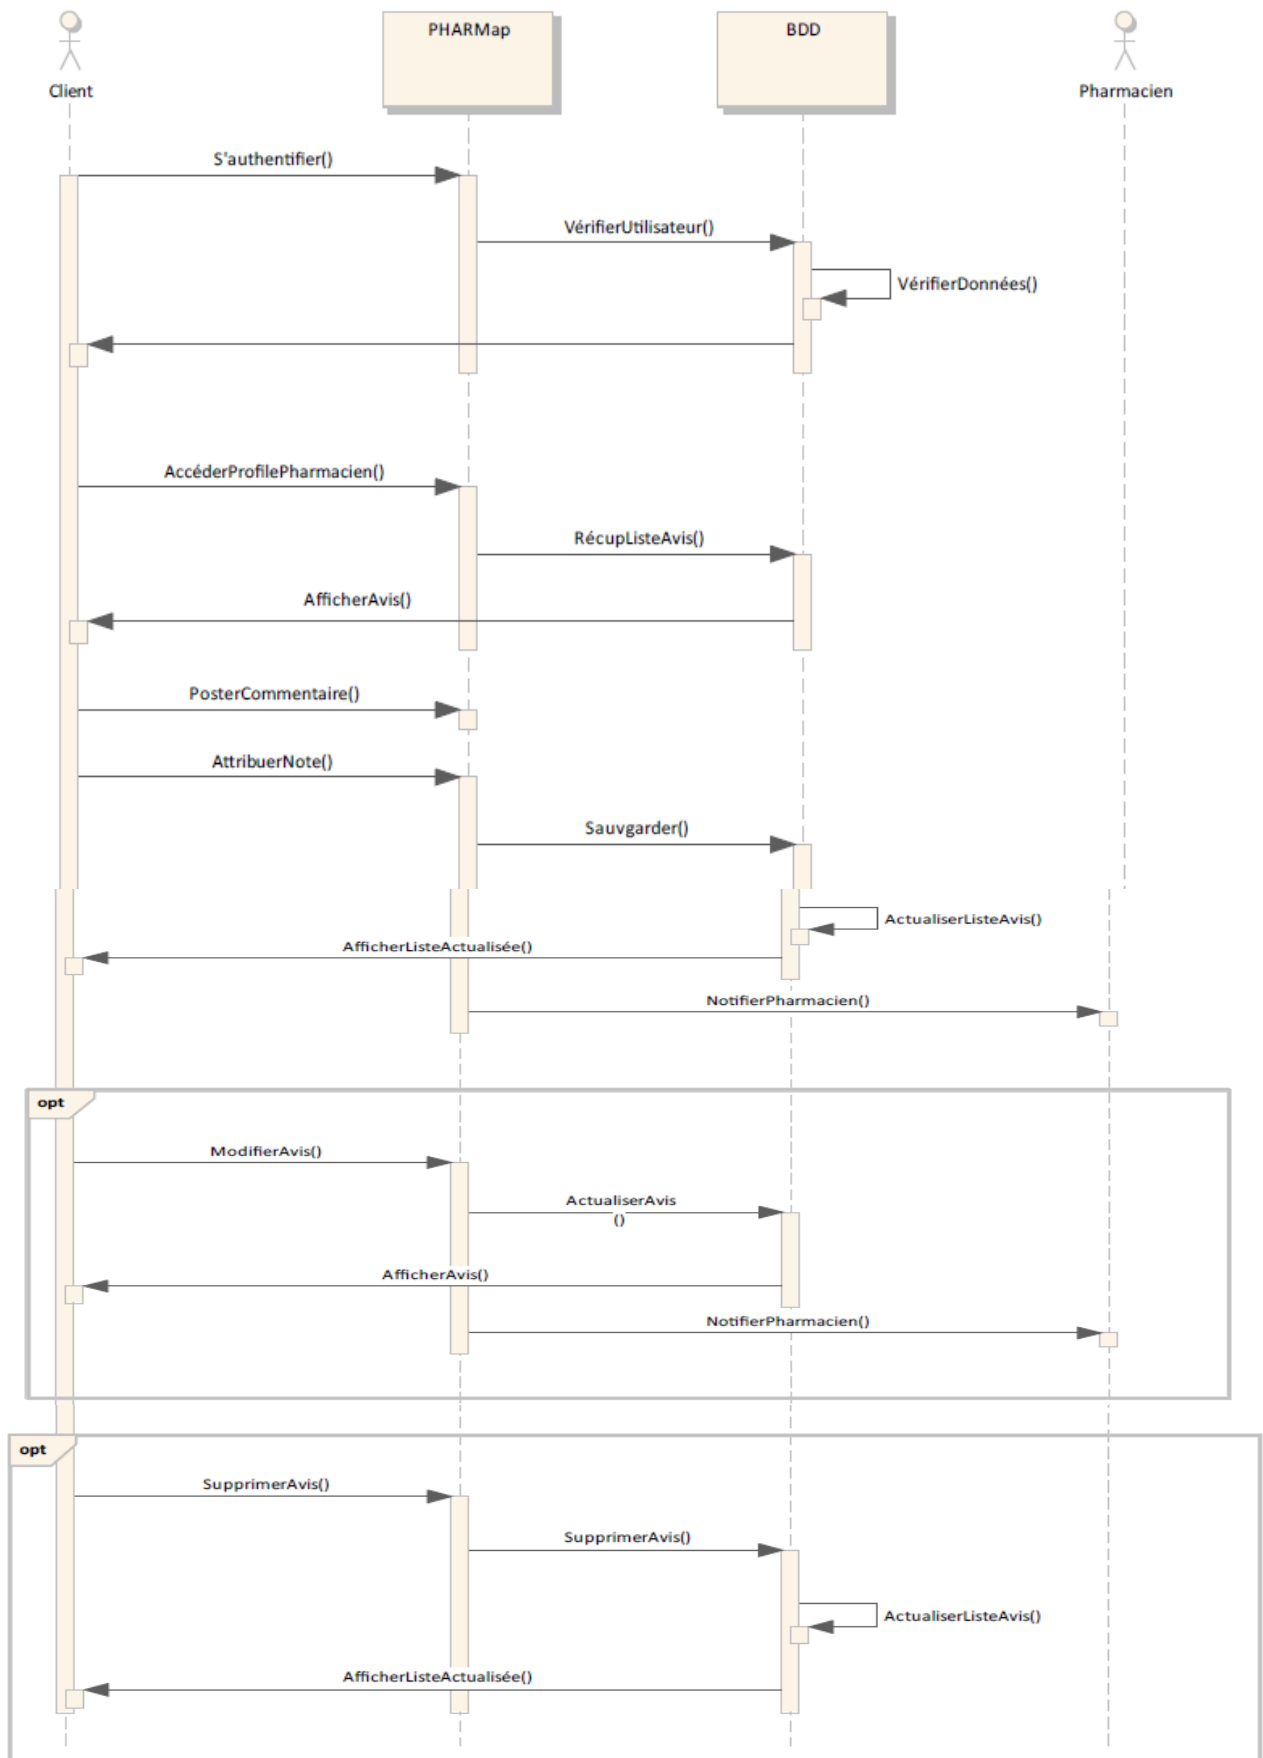 PHARMap
BDD
Client
Pharmacien
S'authentifier()
VérifierUtilisateur()
VérifierDonnées()
AccéderProfilePharmacien()
RécupListeAvis()
AfficherAvis()
PosterCommentaire()
AttribuerNote()
Sauvgarder()
ActualiserListeAvis()
AfficherListeActualisée()
NotifierPharmacien()
opt
ModifierAvis()
ActualiserAvis
()
AfficherAvis()
NotifierPharmacien()
opt
SupprimerAvis()
SupprimerAvis()
ActualiserListeAvis()
AfficherListeActualisée()